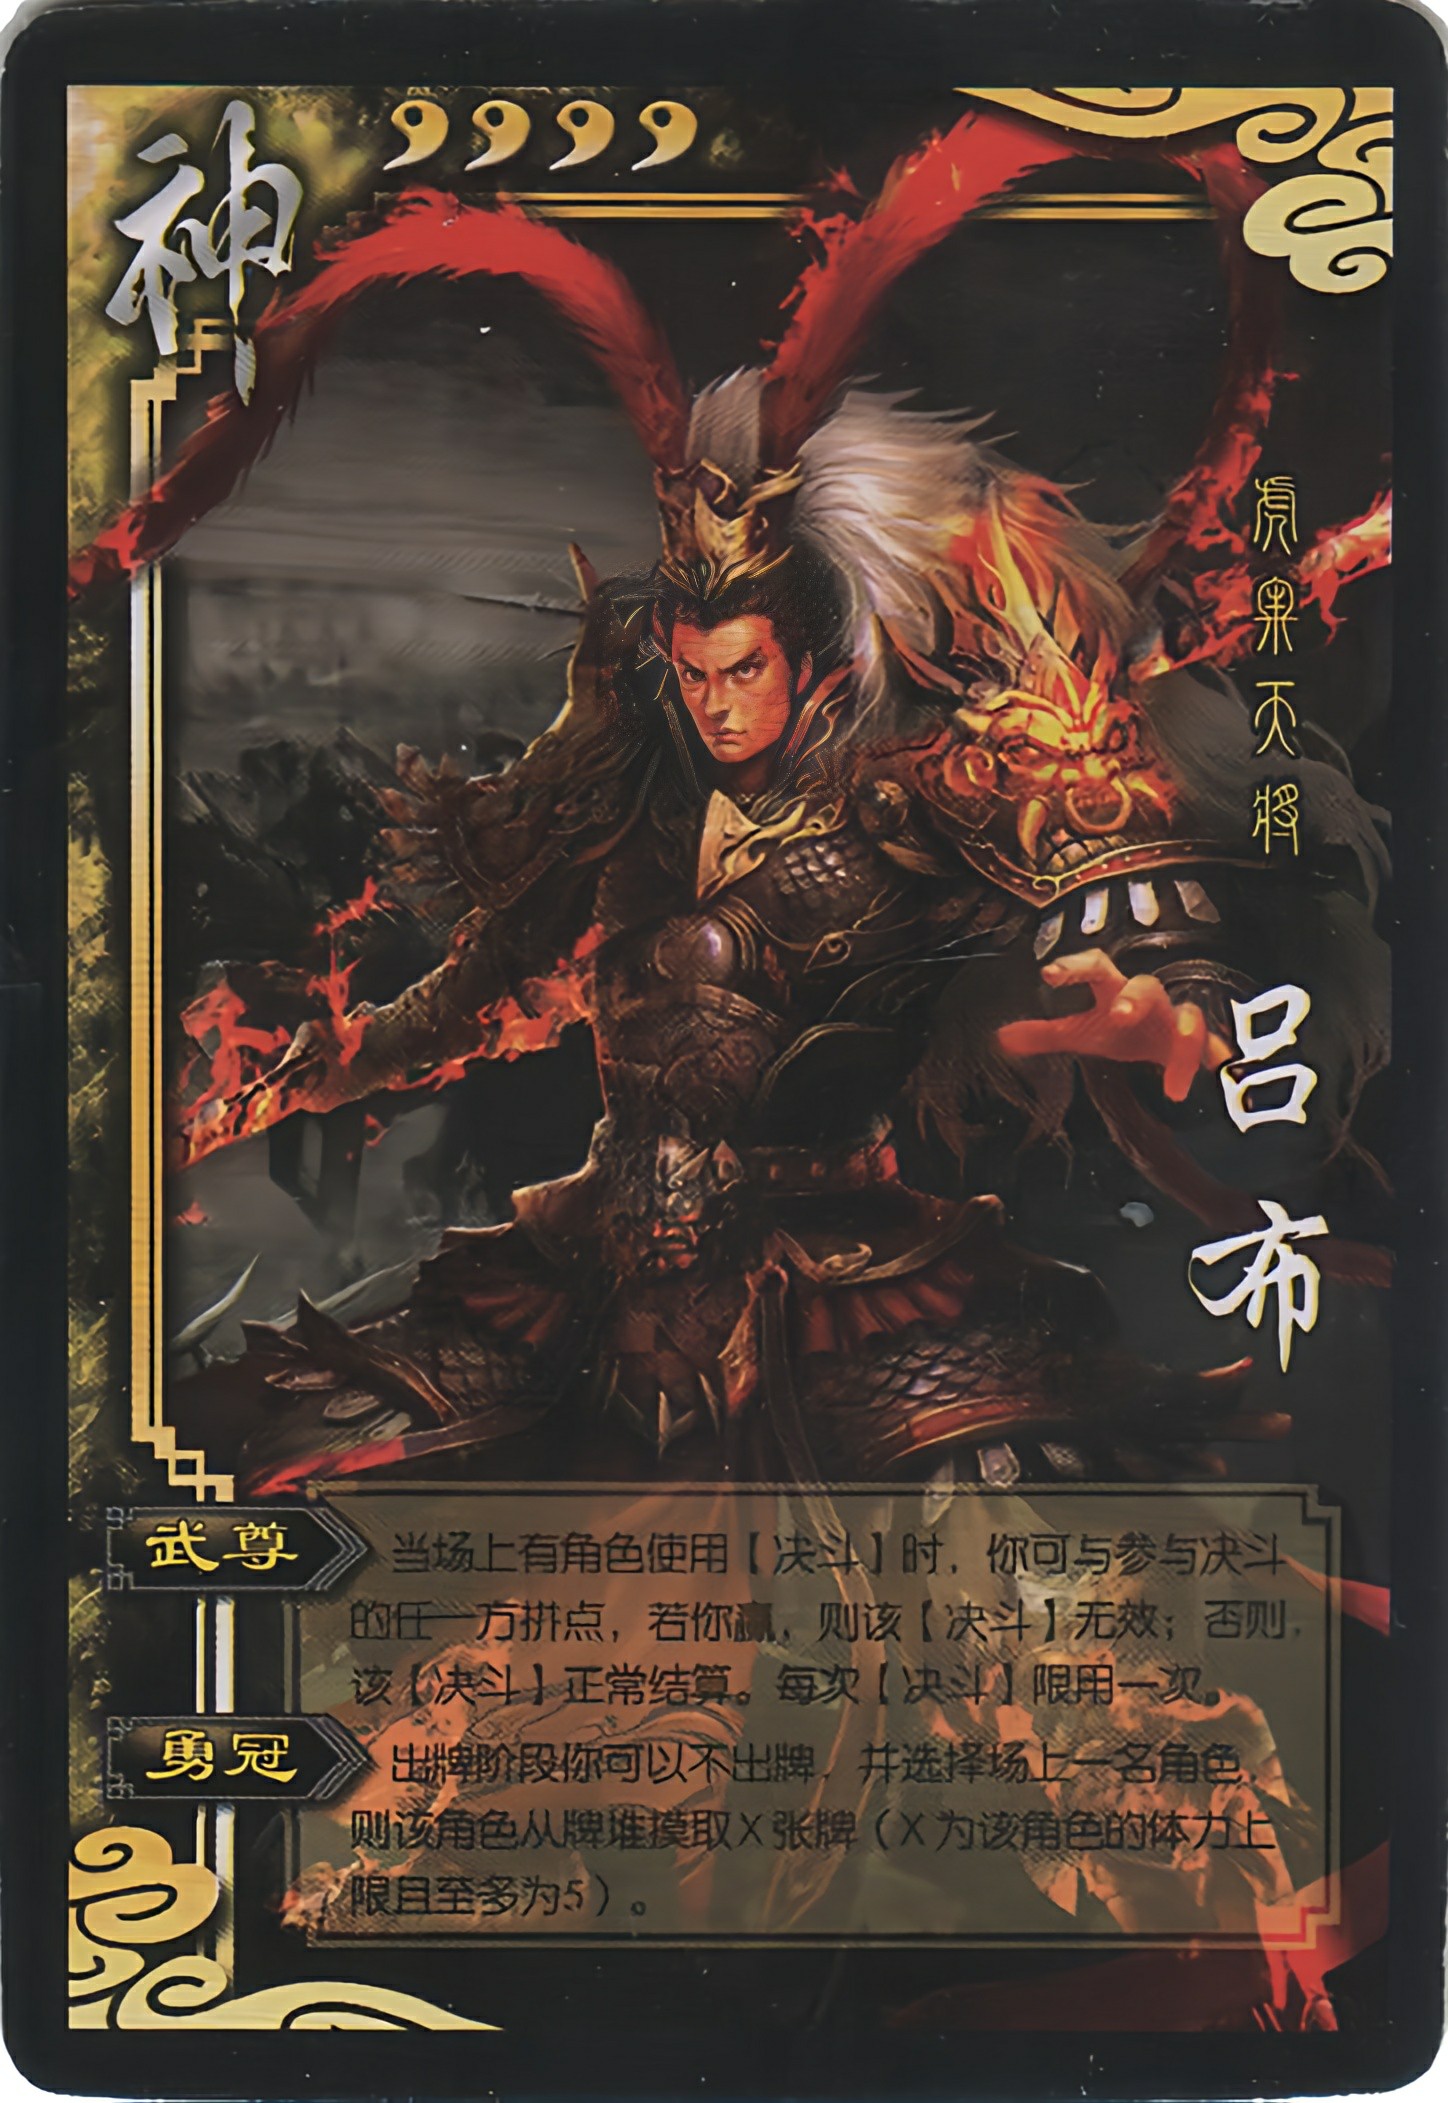 神
虎
天将
吕布
武尊
当场上有角色使用【决斗】时，你可与参与决斗
的任一方拼点，若你赢，则该【决斗】无效；否则，
该【决斗】正常结算。每次【决斗】限用一次。
勇冠
出牌阶段你可以不出牌，并选择场上一名角色，
则该角色从牌堆摸取X张牌（X为该角色的体力上
限且至多为5）。